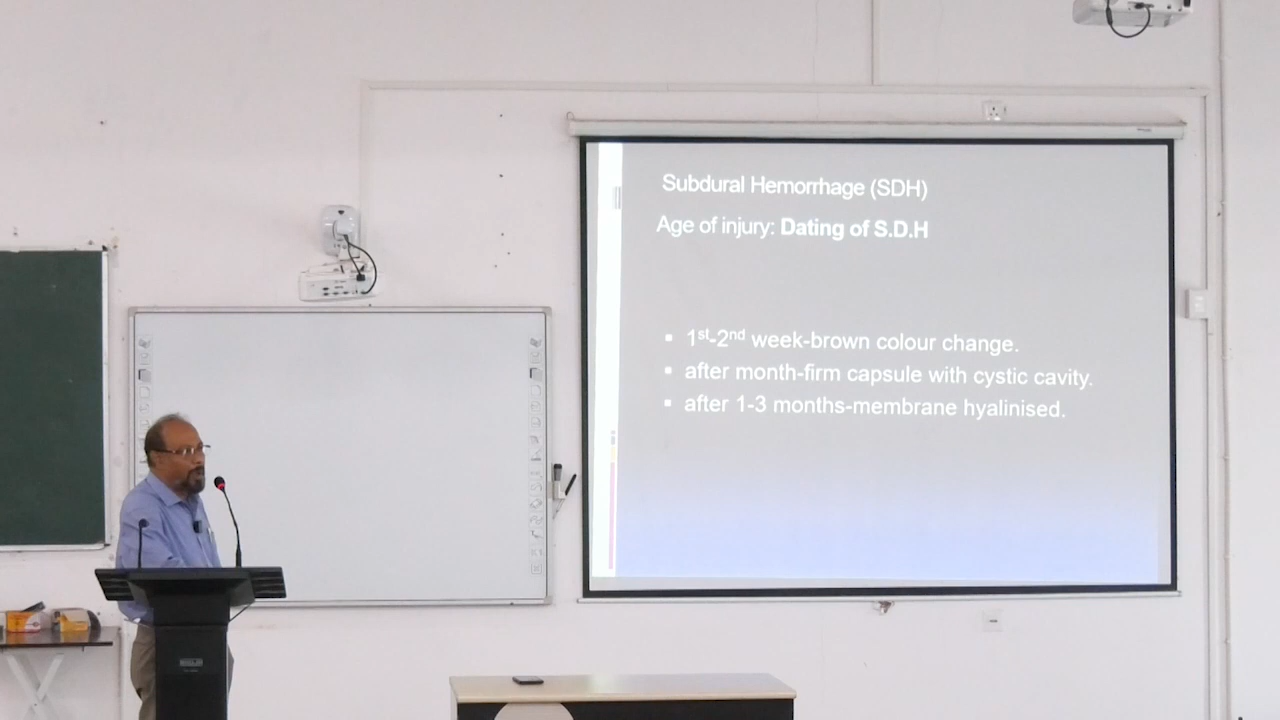 Subdural Hemorrhage (SDH)
Age of injury: Dating of S.D.H
▪ 1st-2nd week-brown colour change.
▪ after month-firm capsule with cystic cavity.
▪ after 1-3 months-membrane hyalinised.